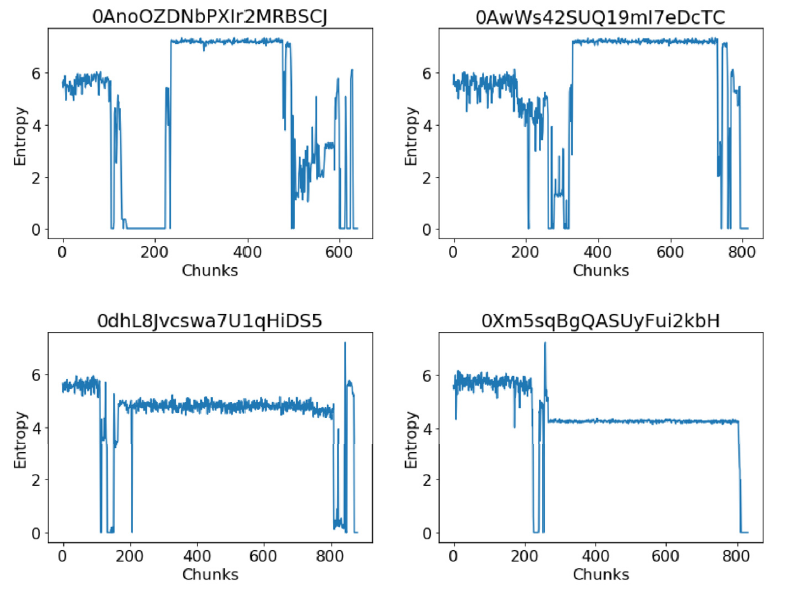 0AnoOZDNbPXIr2MRBSCJ
Entropy
6
4
2
0
0 200 400 600
Chunks
0AwWs42SUQ19mI7eDcTC
Entropy
6
4
2
0
0 200 400 600 800
Chunks
0dhL8Jvcswa7U1qHiDS5
Entropy
6
4
2
0
0 200 400 600 800
Chunks
0Xm5sqBgQASUyFui2kbH
Entropy
6
4
2
0
0 200 400 600 800
Chunks